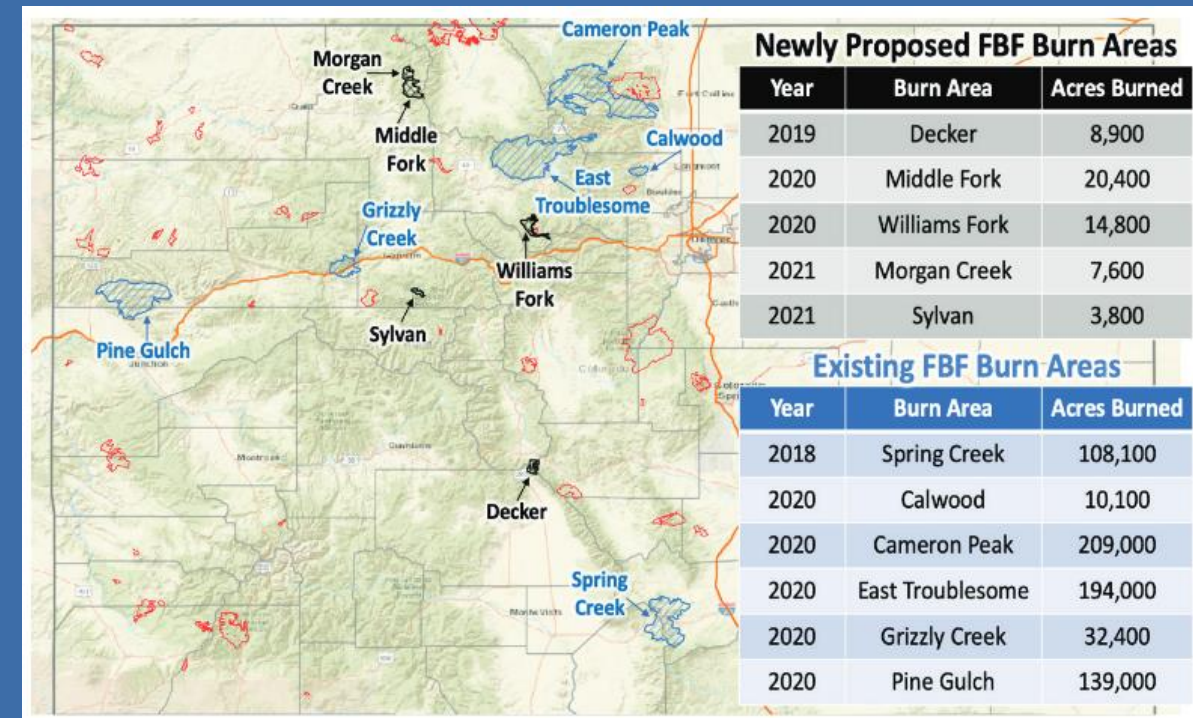 Cameron Peak
Morgan
Creek
Middle
Fork
Calwood
East
Troublesome
Grizzly
Creek
Williams
Fork
Sylvan
Pine Gulch
Decker
Spring
Creek
Newly Proposed FBF Burn Areas
Year Burn Area Acres Burned
2019 Decker 8,900
2020 Middle Fork 20,400
2020 Williams Fork 14,800
2021 Morgan Creek 7,600
2021 Sylvan 3,800
Existing FBF Burn Areas
Year Burn Area Acres Burned
2018 Spring Creek 108,100
2020 Calwood 10,100
2020 Cameron Peak 209,000
2020 East Troublesome 194,000
2020 Grizzly Creek 32,400
2020 Pine Gulch 139,000